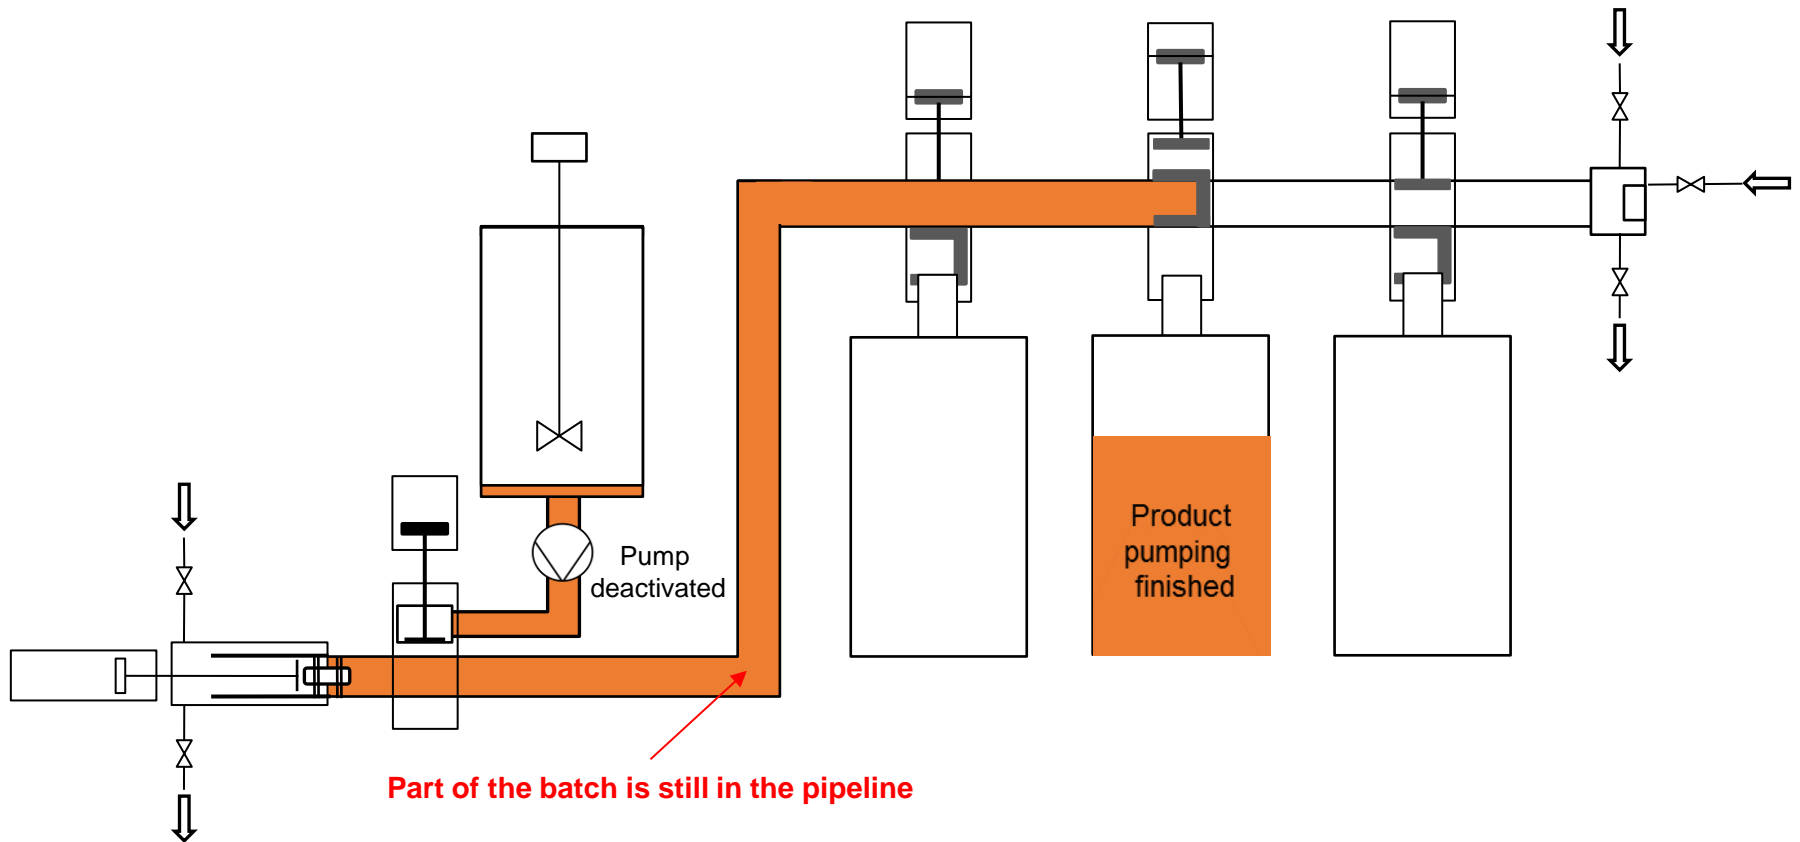 Pump
deactivated
Product
pumping
finished
Part of the batch is still in the pipeline